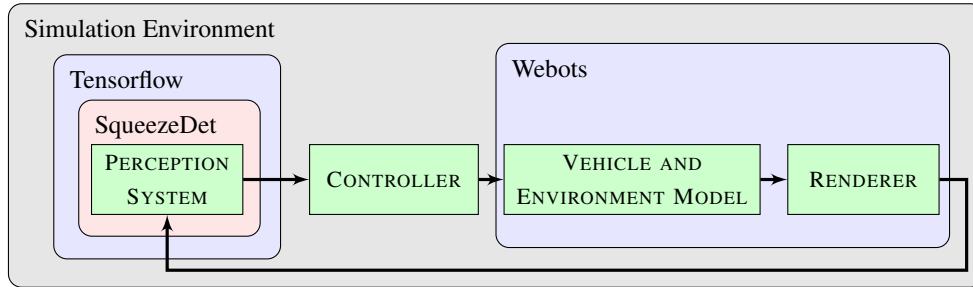 Simulation Environment
Tensorflow
SqueezeDet
PERCEPTION
SYSTEM
CONTROLLER
Webots
VEHICLE AND
ENVIRONMENT MODEL
RENDERER